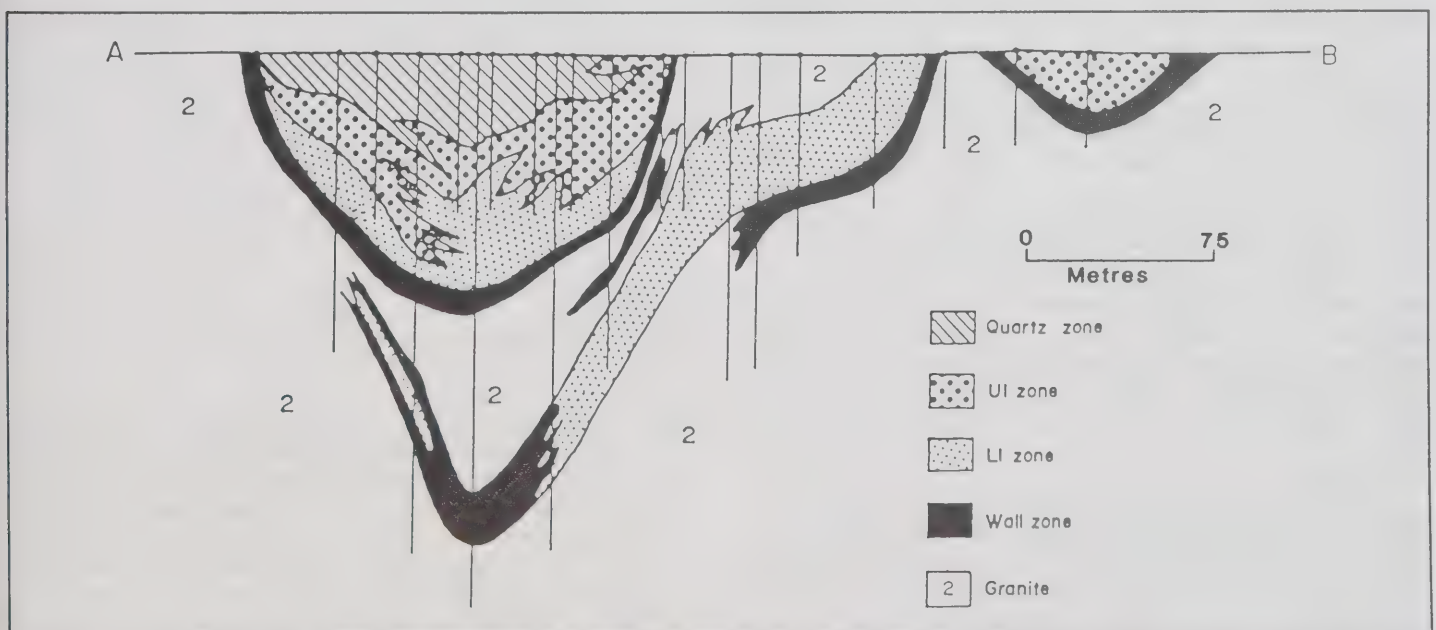 A B
2 2 2 2
0 75
Metres
Quartz zone
UI zone
2 2 LI zone
2
Wall zone
2 Granite